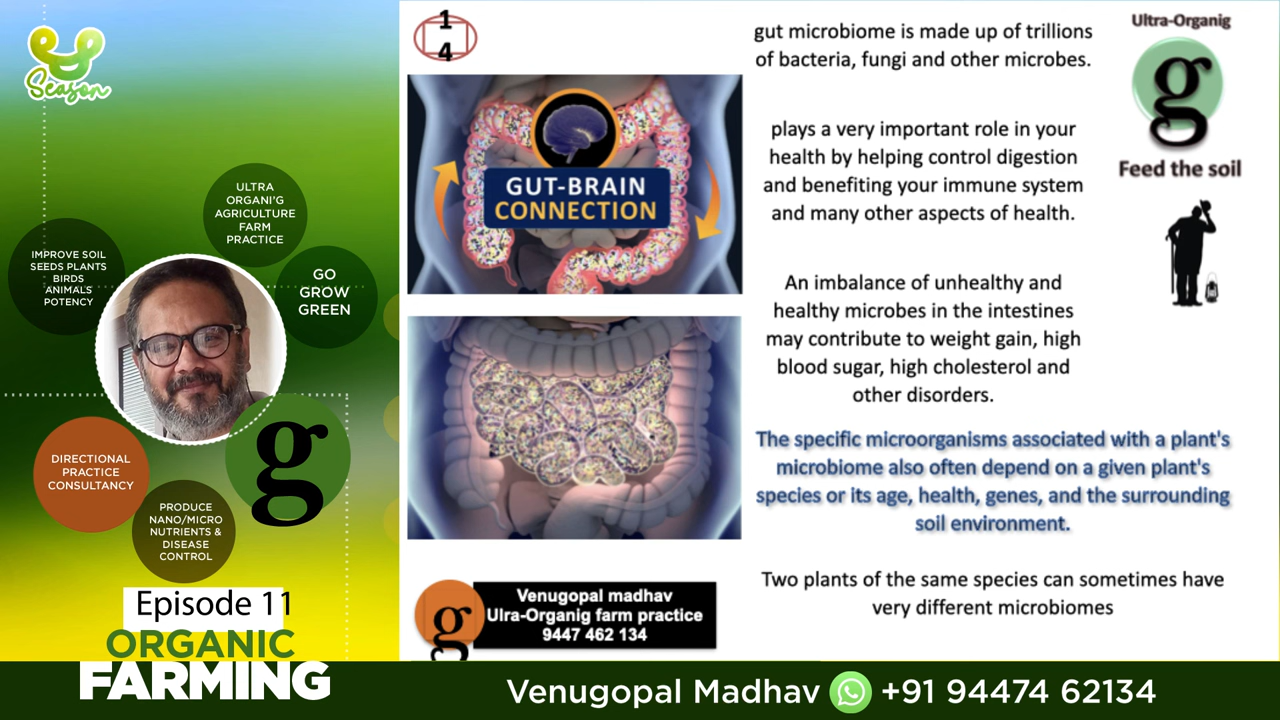 Season
ULTRA
ORGANI'G
AGRICULTURE
FARM
PRACTICE
IMPROVE SOIL
SEEDS PLANTS
BIRDS
ANIMALS
POTENCY
GO
GROW
GREEN
g
DIRECTIONAL
PRACTICE
CONSULTANCY
PRODUCE
NANO/MICRO
NUTRIENTS &
DISEASE
CONTROL
Episode 11
ORGANIC
FARMING
1
4
GUT-BRAIN
CONNECTION
gut microbiome is made up of trillions
of bacteria, fungi and other microbes.
plays a very important role in your
health by helping control digestion
and benefiting your immune system
and many other aspects of health.
An imbalance of unhealthy and
healthy microbes in the intestines
may contribute to weight gain, high
blood sugar, high cholesterol and
other disorders.
The specific microorganisms associated with a plant's
microbiome also often depend on a given plant's
species or its age, health, genes, and the surrounding
soil environment.
Two plants of the same species can sometimes have
very different microbiomes
Ultra-Organig
g
Feed the soil
g
Venugopal madhav
Ulra-Organig farm practice
9447 462 134
Venugopal Madhav +91 94474 62134